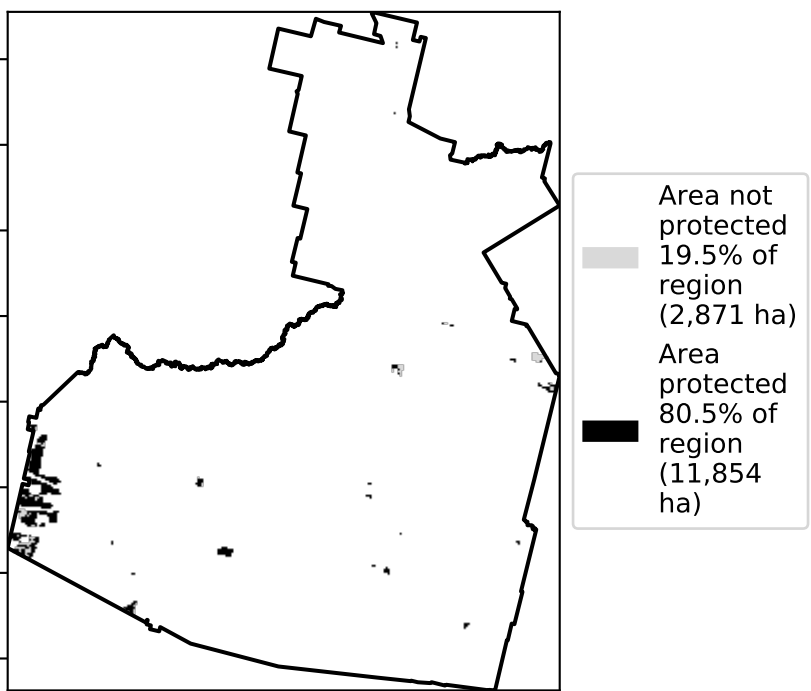 Area not
protected
19.5% of
region
(2,871 ha)
Area
protected
80.5% of
region
(11,854
ha)